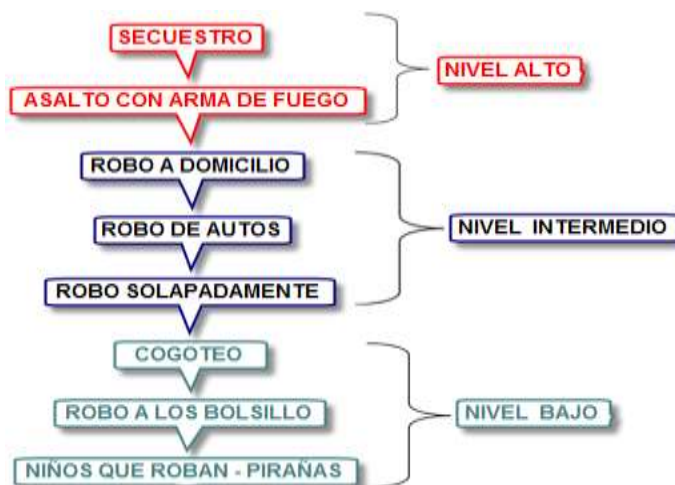 SECUESTRO
ASALTO CON ARMA DE FUEGO
NIVEL ALTO
ROBO A DOMICILIO
ROBO DE AUTOS
ROBO SOLAPADAMENTE
NIVEL INTERMEDIO
COGOTEO
ROBO A LOS BOLSILLO
NIÑOS QUE ROBAN - PIRAÑAS
NIVEL BAJO